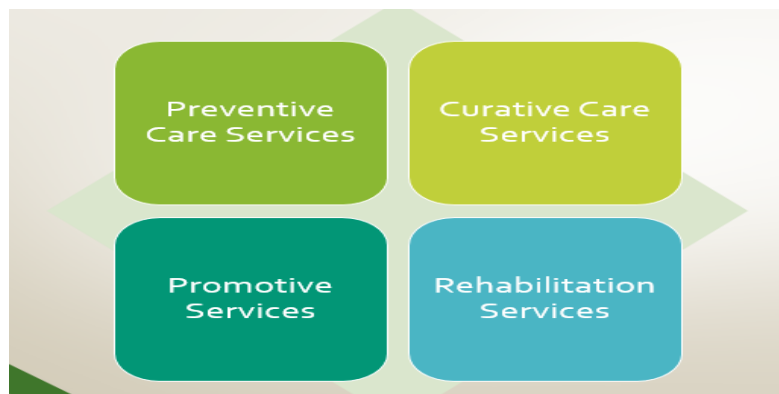 Preventive
Care Services
Curative Care
Services
Promotive
Services
Rehabilitation
Services